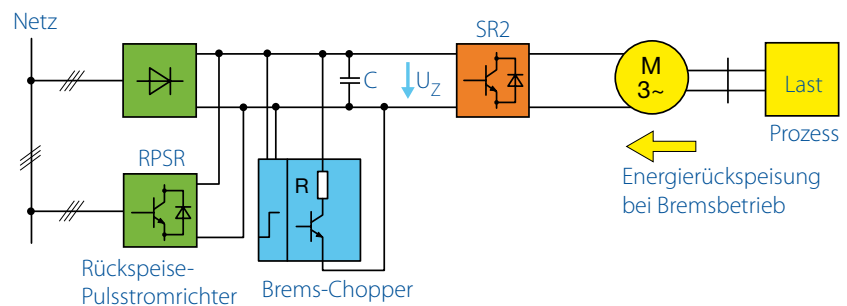 Netz
SR2
C
U_Z
M
3~
Last
Prozess
RPSR
R
Energierückspeisung
bei Bremsbetrieb
Rückspeise-
Pulsstromrichter
Brems-Chopper